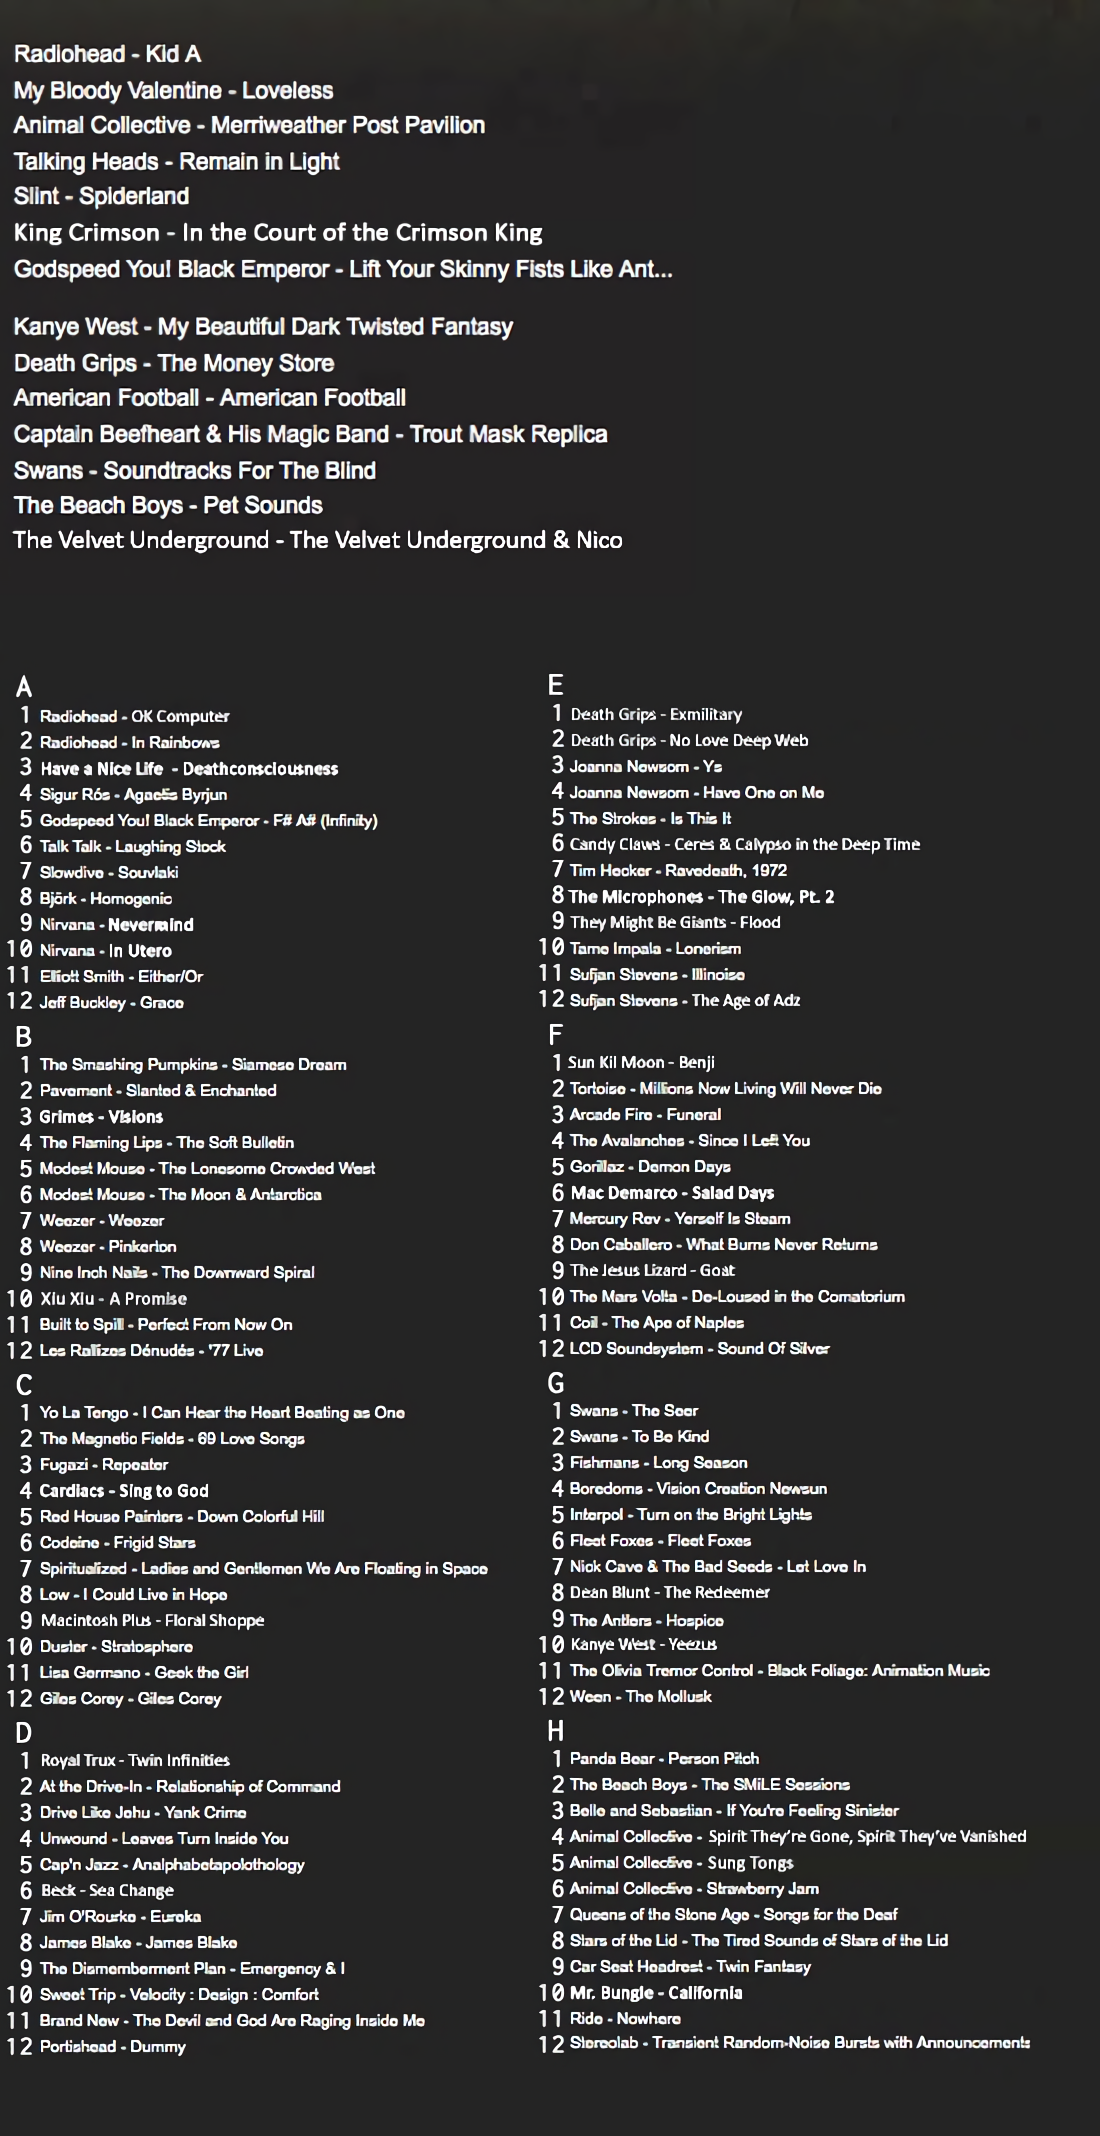 Radiohead - Kid A
My Bloody Valentine - Loveless
Animal Collective - Merriweather Post Pavilion
Talking Heads - Remain in Light
Slint - Spiderland
King Crimson - In the Court of the Crimson King
Godspeed You! Black Emperor - Lift Your Skinny Fists Like Ant...
Kanye West - My Beautiful Dark Twisted Fantasy
Death Grips - The Money Store
American Football - American Football
Captain Beefheart & His Magic Band - Trout Mask Replica
Swans - Soundtracks For The Blind
The Beach Boys - Pet Sounds
The Velvet Underground - The Velvet Underground & Nico
A
1 Radiohead - OK Computer
2 Radiohead - In Rainbows
3 Have a Nice Life - Deathconsciousness
4 Sigur Rós - Agaetis Byrjun
5 Godspeed You! Black Emperor - F# A# (Infinity)
6 Talk Talk - Laughing Stock
7 Slowdive - Souvlaki
8 Björk - Homogenic
9 Nirvana - Nevermind
10 Nirvana - In Utero
11 Elliott Smith - Either/Or
12 Jeff Buckley - Grace
B
1 The Smashing Pumpkins - Siamese Dream
2 Pavement - Slanted & Enchanted
3 Grimes - Visions
4 The Flaming Lips - The Soft Bulletin
5 Modest Mouse - The Lonesome Crowded West
6 Modest Mouse - The Moon & Antarctica
7 Weezer - Weezer
8 Weezer - Pinkerton
9 Nine Inch Nails - The Downward Spiral
10 Xiu Xiu - A Promise
11 Built to Spill - Perfect From Now On
12 Les Rallizes Dénudés - '77 Live
C
1 Yo La Tengo - I Can Hear the Heart Beating as One
2 The Magnetic Fields - 69 Love Songs
3 Fugazi - Repeater
4 Cardiacs - Sing to God
5 Red House Painters - Down Colorful Hill
6 Codeine - Frigid Stars
7 Spiritualized - Ladies and Gentlemen We Are Floating in Space
8 Low - I Could Live in Hope
9 Macintosh Plus - Floral Shoppe
10 Duster - Stratosphere
11 Lisa Germano - Geek the Girl
12 Giles Corey - Giles Corey
D
1 Royal Trux - Twin Infinities
2 At the Drive-In - Relationship of Command
3 Drive Like Jehu - Yank Crime
4 Unwound - Leaves Turn Inside You
5 Cap'n Jazz - Analphabetapolothology
6 Beck - Sea Change
7 Jim O'Rourke - Eureka
8 James Blake - James Blake
9 The Dismemberment Plan - Emergency & I
10 Sweet Trip - Velocity : Design : Comfort
11 Brand New - The Devil and God Are Raging Inside Me
12 Portishead - Dummy
E
1 Death Grips - Exmilitary
2 Death Grips - No Love Deep Web
3 Joanna Newsom - Ys
4 Joanna Newsom - Have One on Me
5 The Strokes - Is This It
6 Candy Claws - Ceres & Calypso in the Deep Time
7 Tim Hecker - Ravedeath, 1972
8 The Microphones - The Glow, Pt. 2
9 They Might Be Giants - Flood
10 Tame Impala - Lonerism
11 Sufjan Stevens - Illinoise
12 Sufjan Stevens - The Age of Adz
F
1 Sun Kil Moon - Benji
2 Tortoise - Millions Now Living Will Never Die
3 Arcade Fire - Funeral
4 The Avalanches - Since I Left You
5 Gorillaz - Demon Days
6 Mac Demarco - Salad Days
7 Mercury Rev - Yerself Is Steam
8 Don Caballero - What Burns Never Returns
9 The Jesus Lizard - Goat
10 The Mars Volta - De-Loused in the Comatorium
11 Coil - The Ape of Naples
12 LCD Soundsystem - Sound Of Silver
G
1 Swans - The Seer
2 Swans - To Be Kind
3 Fishmans - Long Season
4 Boredoms - Vision Creation Newsun
5 Interpol - Turn on the Bright Lights
6 Fleet Foxes - Fleet Foxes
7 Nick Cave & The Bad Seeds - Let Love In
8 Dean Blunt - The Redeemer
9 The Antlers - Hospice
10 Kanye West - Yeezus
11 The Olivia Tremor Control - Black Foliage: Animation Music
12 Ween - The Mollusk
H
1 Panda Bear - Person Pitch
2 The Beach Boys - The SMiLE Sessions
3 Belle and Sebastian - If You're Feeling Sinister
4 Animal Collective - Spirit They're Gone, Spirit They've Vanished
5 Animal Collective - Sung Tongs
6 Animal Collective - Strawberry Jam
7 Queens of the Stone Age - Songs for the Deaf
8 Stars of the Lid - The Tired Sounds of Stars of the Lid
9 Car Seat Headrest - Twin Fantasy
10 Mr. Bungle - California
11 Ride - Nowhere
12 Stereolab - Transient Random-Noise Bursts with Announcements